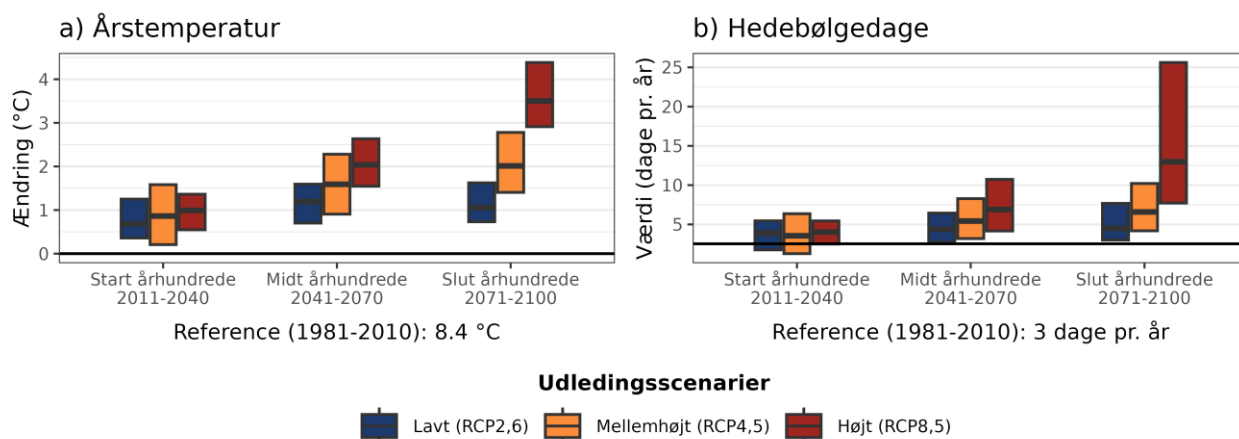 a) Årstemperatur
Ændring (°C)
4
3
2
1
0
Start århundrede
2011-2040
Midt århundrede
2041-2070
Slut århundrede
2071-2100
Reference (1981-2010): 8.4 °C
b) Hedebølgedage
Værdi (dage pr. år)
25
20
15
10
5
Start århundrede
2011-2040
Midt århundrede
2041-2070
Slut århundrede
2071-2100
Reference (1981-2010): 3 dage pr. år
Udledingsscenarier
Lavt (RCP2,6)
Mellemhøjt (RCP4,5)
Højt (RCP8,5)